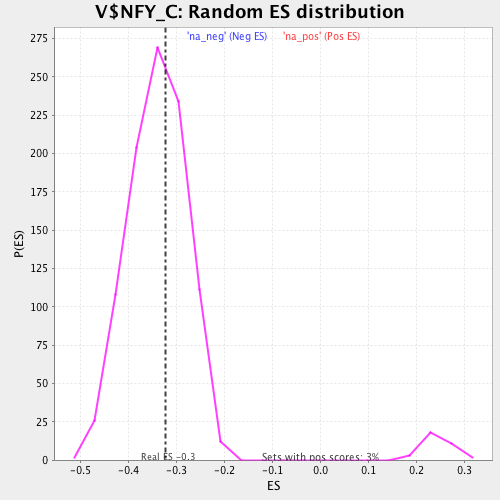 V$NFY_C: Random ES distribution
'na_neg' (Neg ES) 'na_pos' (Pos ES)
275
250
225
200
175
150
125
100
75
50
25
0
P(ES)
Real ES -0.3
Sets with pos scores: 3%
-0.5 -0.4 -0.3 -0.2 -0.1 0.0 0.1 0.2 0.3
ES